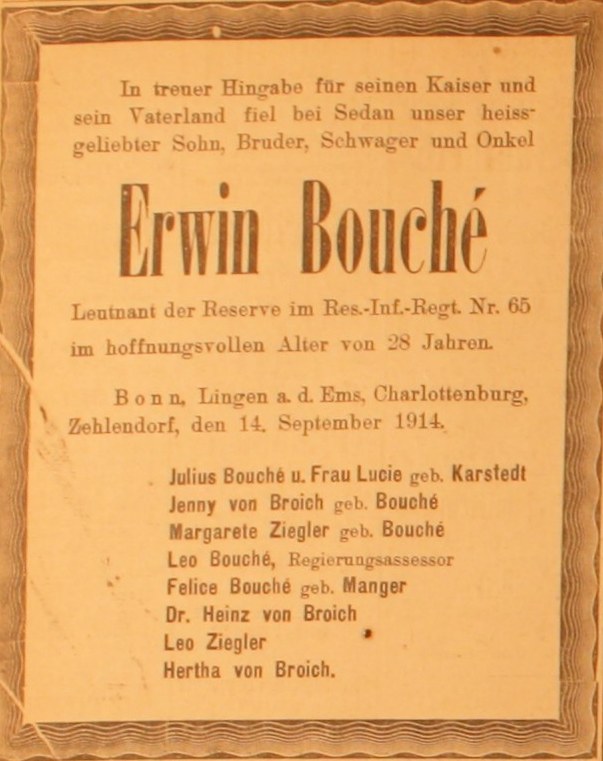 In treuer Hingabe für seinen Kaiser und
sein Vaterland fiel bei Sedan unser heiss-
geliebter Sohn, Bruder, Schwager und Onkel
Erwin Bouché
Leutnant der Reserve im Res.-Inf.-Regt. Nr. 65
im hoffnungsvollen Alter von 28 Jahren.
Bonn, Lingen a. d. Ems, Charlottenburg,
Zehlendorf, den 14. September 1914.
Julius Bouché u. Frau Lucie geb. Karstedt
Jenny von Broich geb. Bouché
Margarete Ziegler geb. Bouché
Leo Bouché, Regierungsassessor
Felice Bouché geb. Manger
Dr. Heinz von Broich
Leo Ziegler
Hertha von Broich.